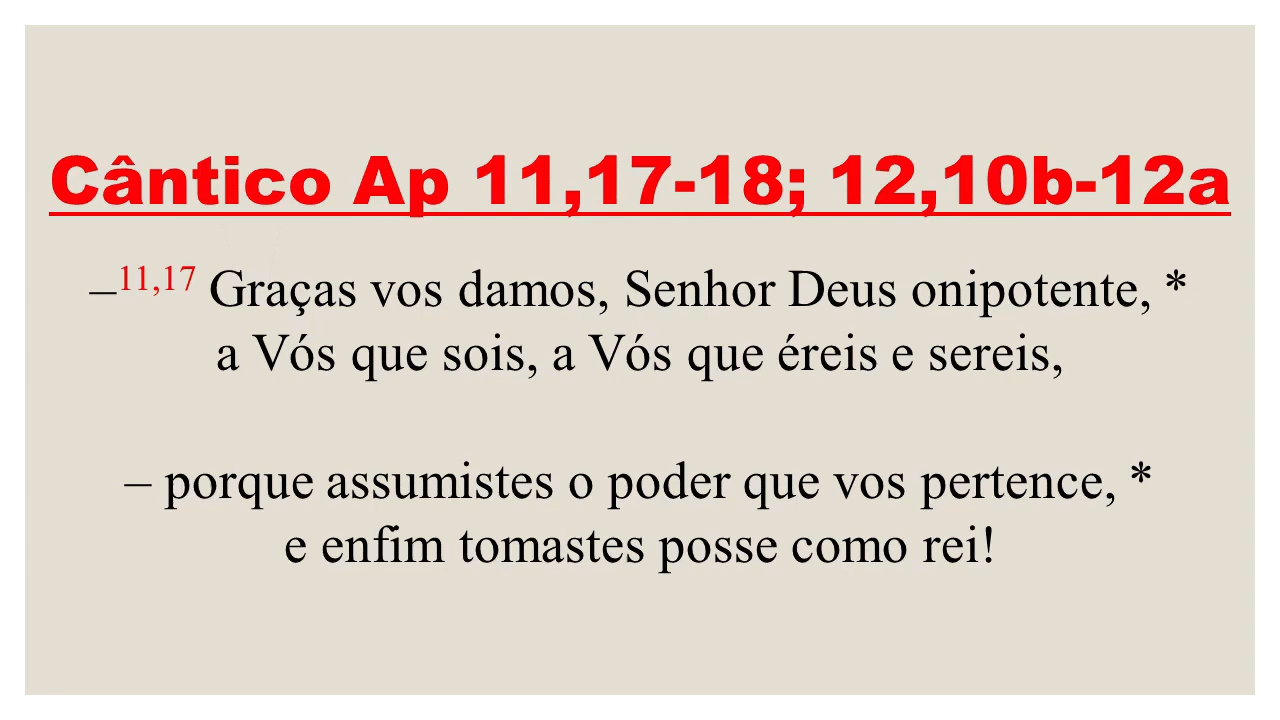 Cântico Ap 11,17-18; 12,10b-12a
–11,17 Graças vos damos, Senhor Deus onipotente, *
a Vós que sois, a Vós que éreis e sereis,
– porque assumistes o poder que vos pertence, *
e enfim tomastes posse como rei!